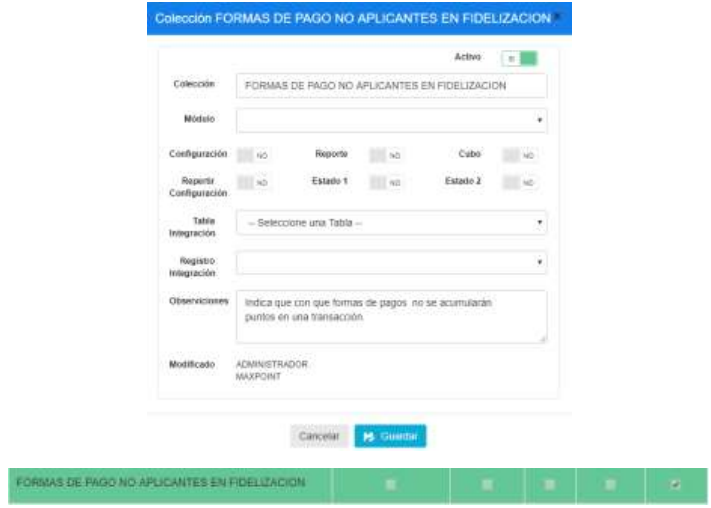 Colección FORMAS DE PAGO NO APLICANTES EN FIDELIZACION
Activo
Colección FORMAS DE PAGO NO APLICANTES EN FIDELIZACION
Módulo
Configuración NO Reporte NO Cubo NO
Repertir NO Estado 1 NO Estado 2 NO
Configuración
Tabla -- Seleccione una Tabla --
Integración
Registro
Integración
Observiciones Indica que con que formas de pagos no se acumularán
puntos en una transacción.
Modificado ADMINISTRADOR
MAXPOINT
Cancelar Guardar
FORMAS DE PAGO NO APLICANTES EN FIDELIZACION